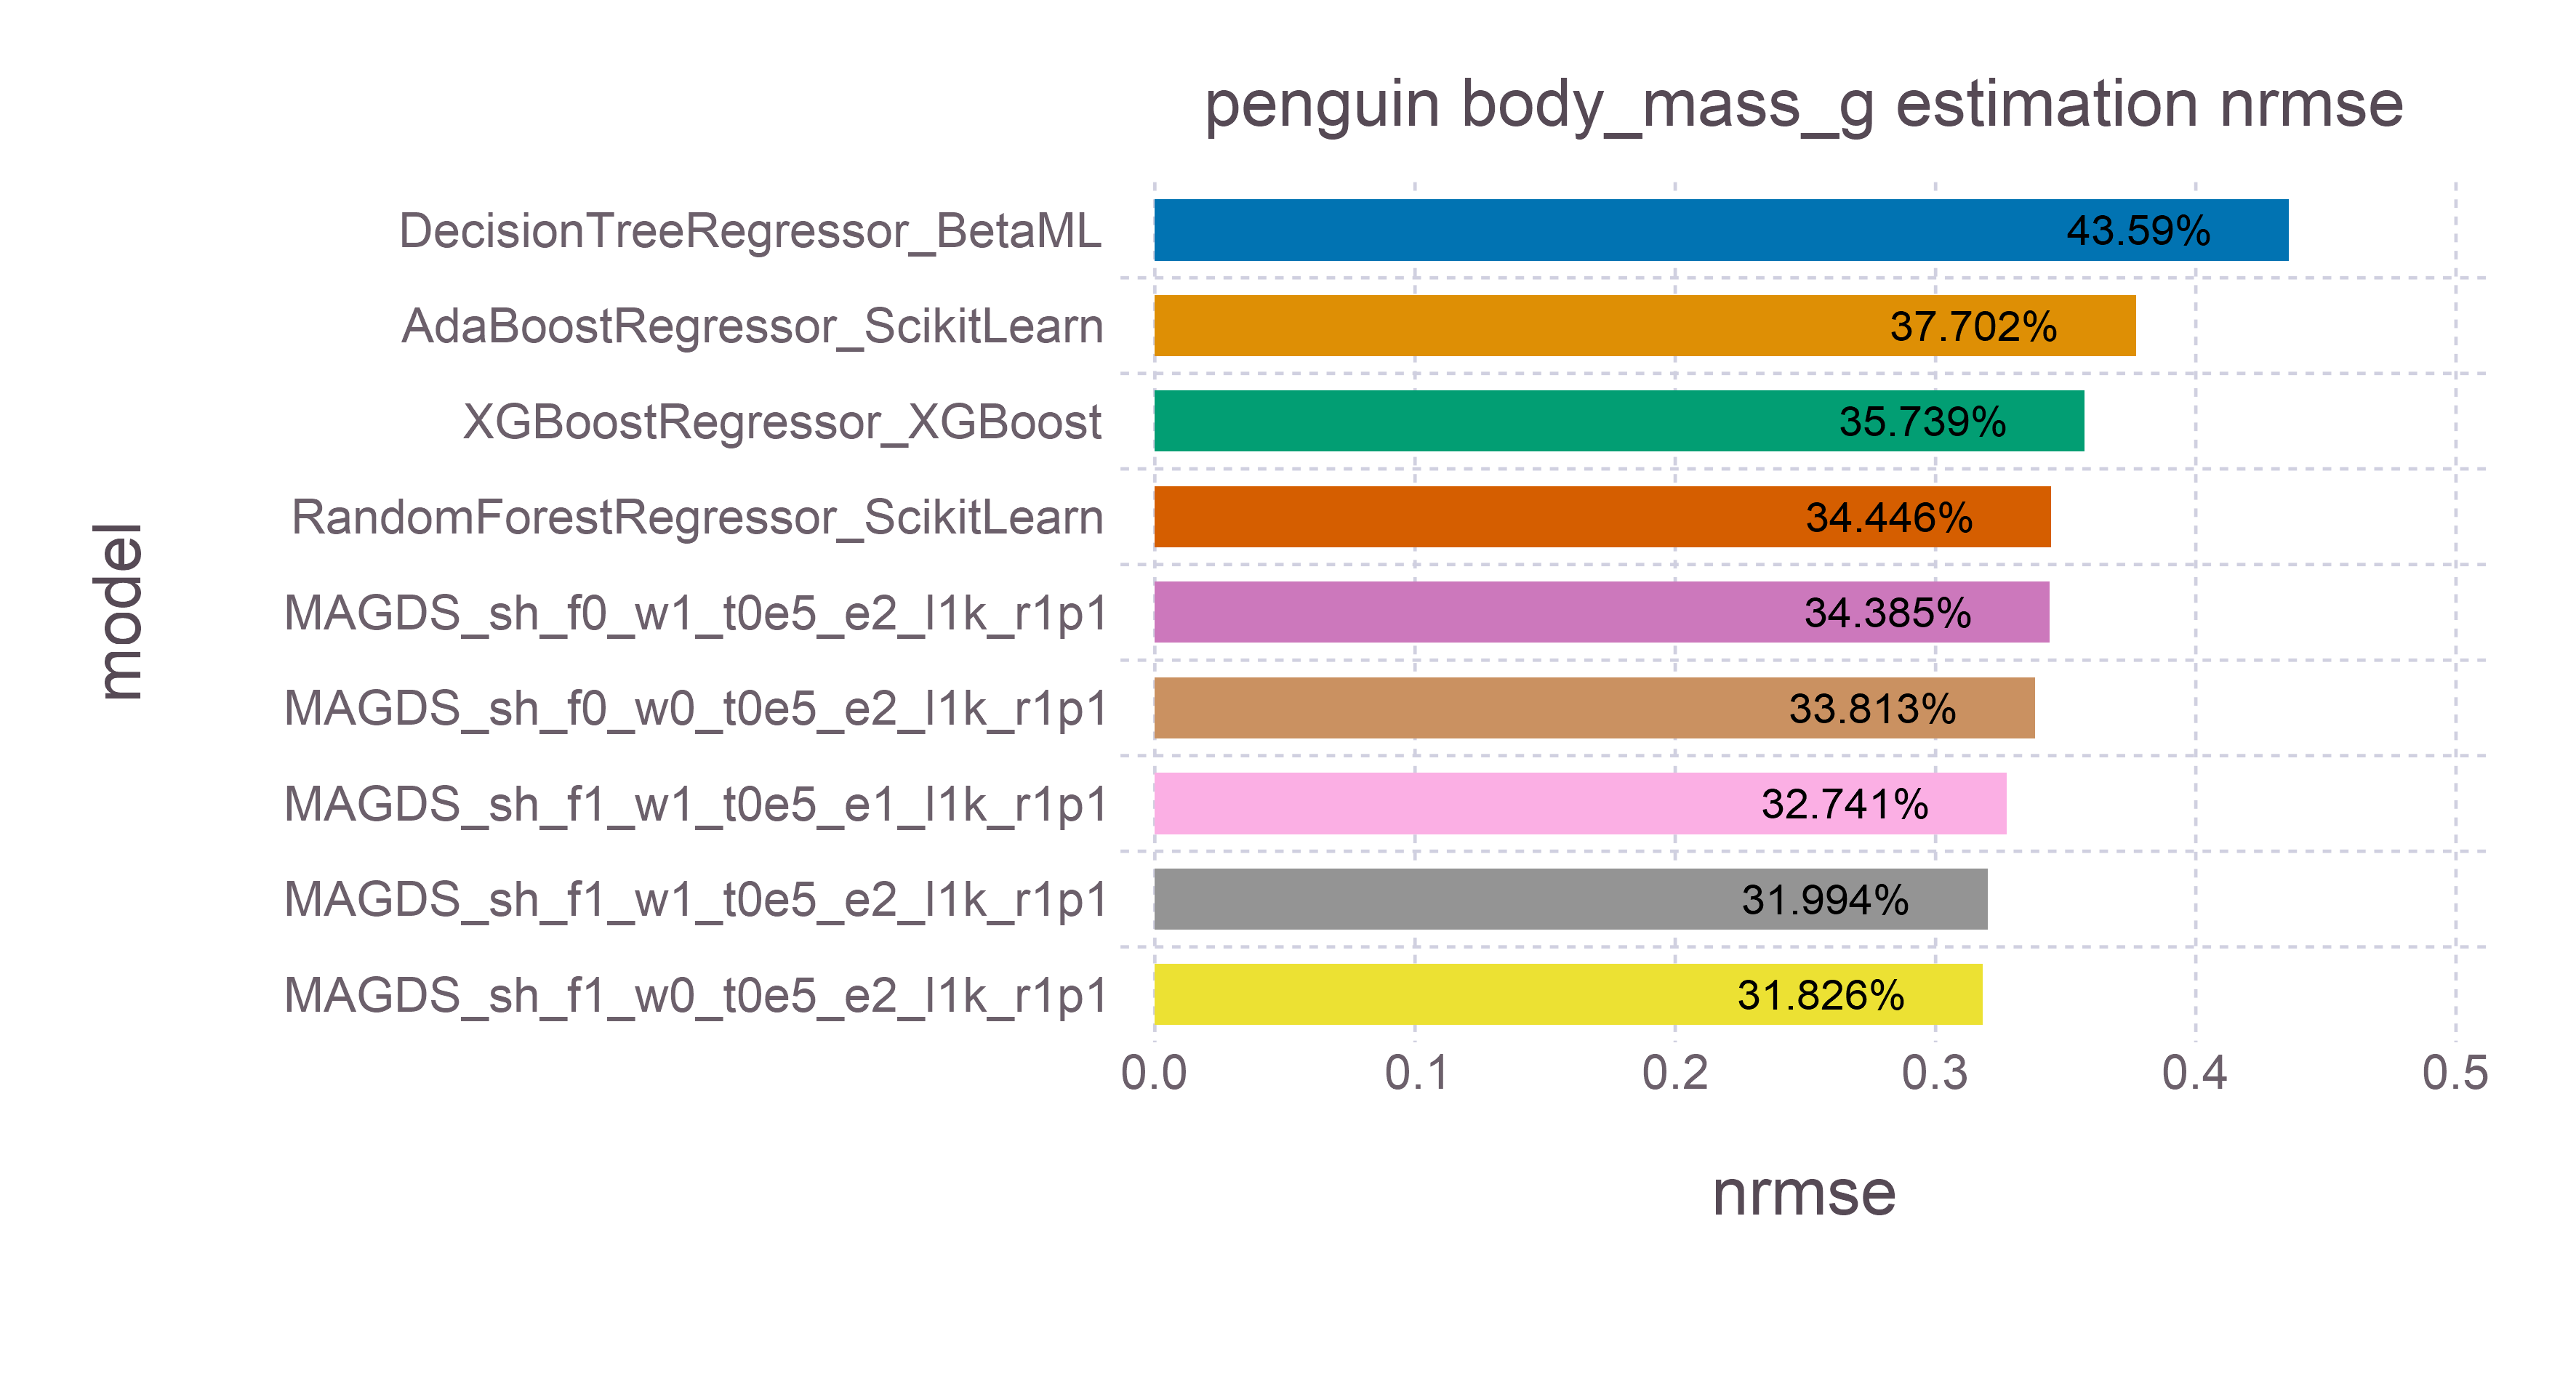 penguin body_mass_g estimation nrmse
DecisionTreeRegressor_BetaML 43.59%
AdaBoostRegressor_ScikitLearn 37.702%
XGBoostRegressor_XGBoost 35.739%
RandomForestRegressor_ScikitLearn 34.446%
MAGDS_sh_f0_w1_t0e5_e2_l1k_r1p1 34.385%
MAGDS_sh_f0_w0_t0e5_e2_l1k_r1p1 33.813%
MAGDS_sh_f1_w1_t0e5_e1_l1k_r1p1 32.741%
MAGDS_sh_f1_w1_t0e5_e2_l1k_r1p1 31.994%
MAGDS_sh_f1_w0_t0e5_e2_l1k_r1p1 31.826%
model
0.0 0.1 0.2 0.3 0.4 0.5
nrmse